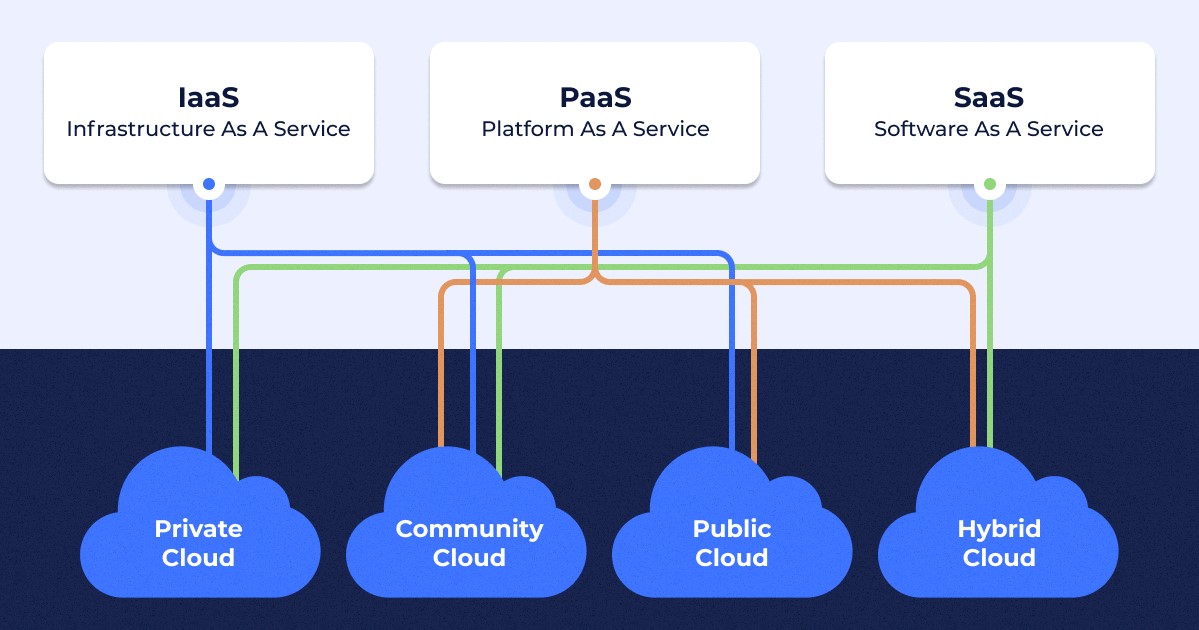 IaaS
Infrastructure As A Service
PaaS
Platform As A Service
SaaS
Software As A Service
Private
Cloud
Community
Cloud
Public
Cloud
Hybrid
Cloud